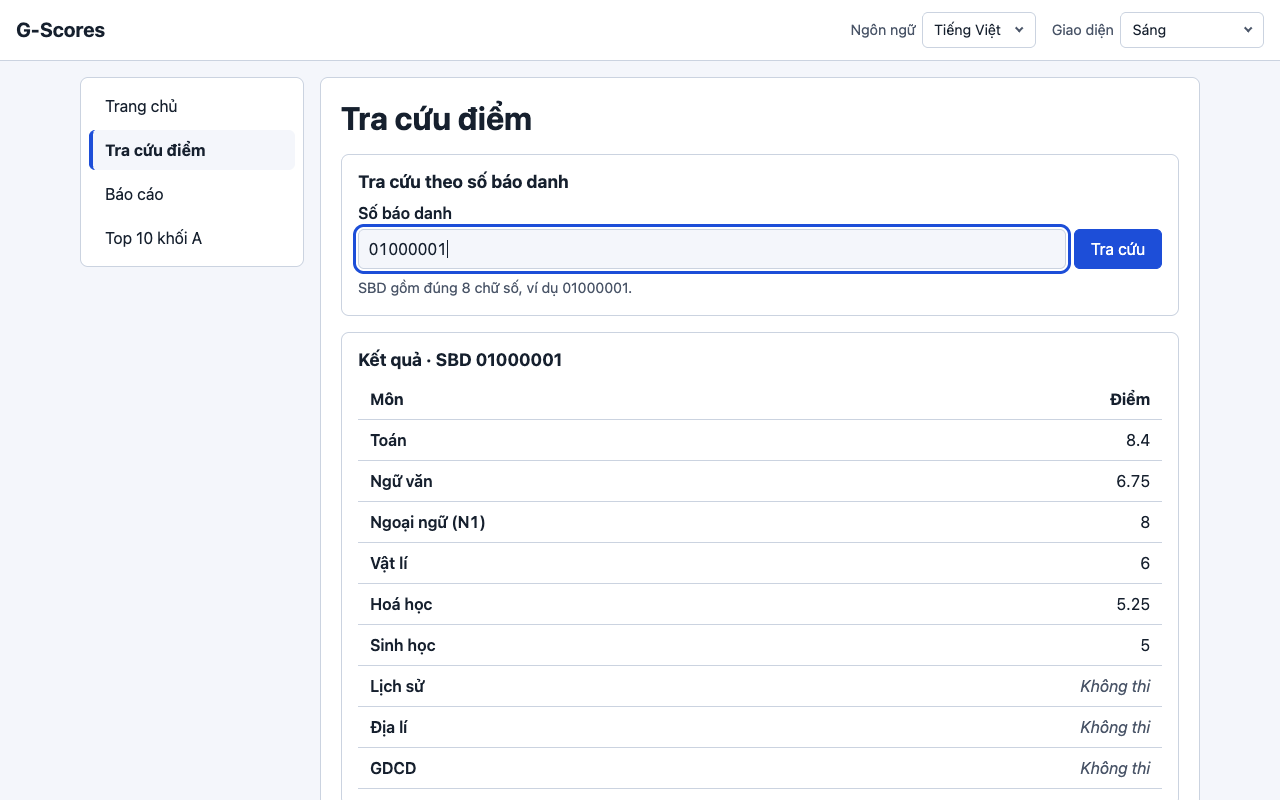 G-Scores
Ngôn ngữ Tiếng Việt Giao diện Sáng
Trang chủ
Tra cứu điểm
Báo cáo
Top 10 khối A
Tra cứu điểm
Tra cứu theo số báo danh
Số báo danh
01000001 Tra cứu
SBD gồm đúng 8 chữ số, ví dụ 01000001.
Kết quả · SBD 01000001
Môn Điểm
Toán 8.4
Ngữ văn 6.75
Ngoại ngữ (N1) 8
Vật lí 6
Hoá học 5.25
Sinh học 5
Lịch sử Không thi
Địa lí Không thi
GDCD Không thi